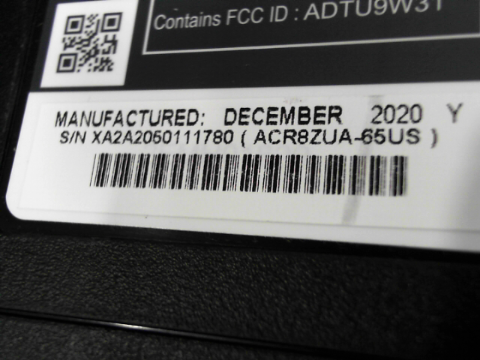 Contains FCC ID : ADTU9W31
MANUFACTURED: DECEMBER 2020 Y
S/N XA2A2050111780 ( ACR8ZUA-65US )